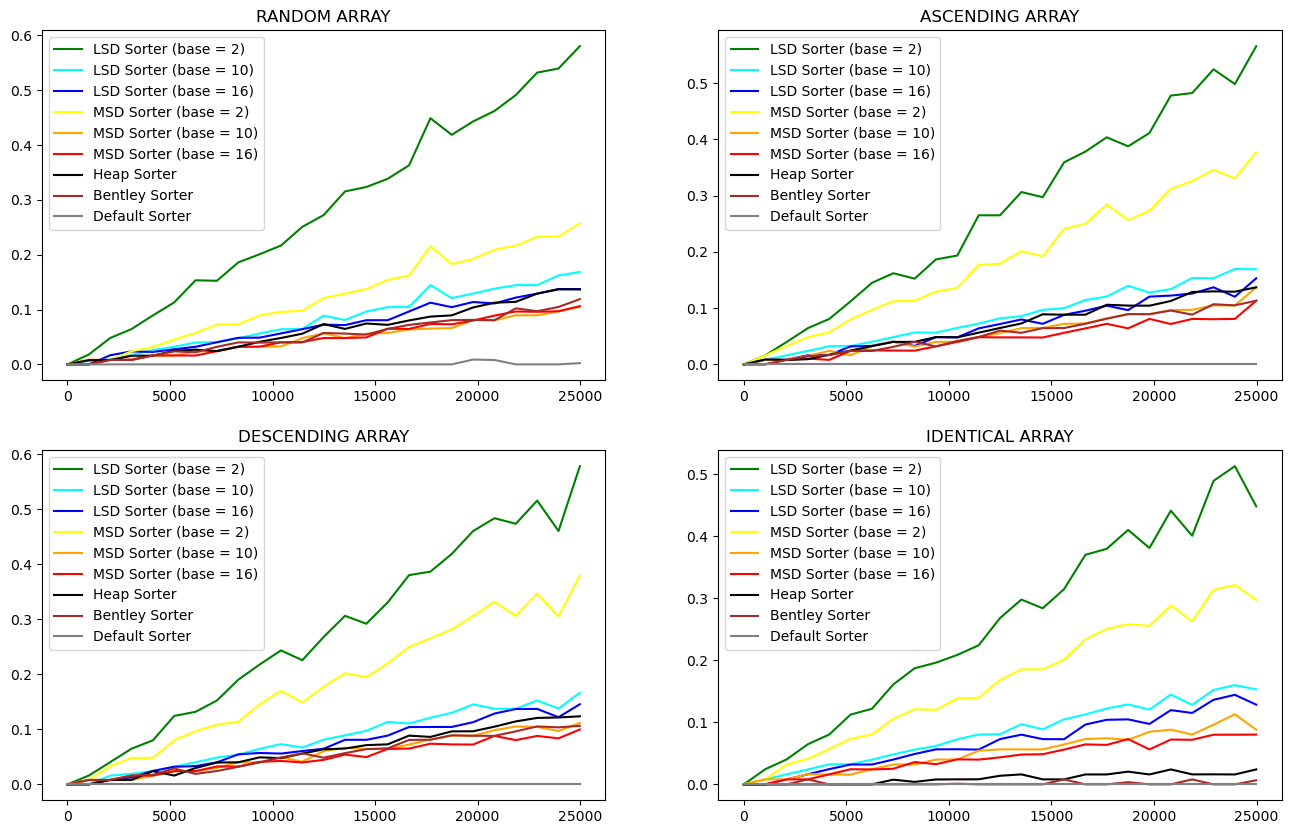 RANDOM ARRAY
0.6
0.5
0.4
0.3
0.2
0.1
0.0
LSD Sorter (base = 2)
LSD Sorter (base = 10)
LSD Sorter (base = 16)
MSD Sorter (base = 2)
MSD Sorter (base = 10)
MSD Sorter (base = 16)
Heap Sorter
Bentley Sorter
Default Sorter
0 5000 10000 15000 20000 25000
ASCENDING ARRAY
0.5
0.4
0.3
0.2
0.1
0.0
LSD Sorter (base = 2)
LSD Sorter (base = 10)
LSD Sorter (base = 16)
MSD Sorter (base = 2)
MSD Sorter (base = 10)
MSD Sorter (base = 16)
Heap Sorter
Bentley Sorter
Default Sorter
0 5000 10000 15000 20000 25000
DESCENDING ARRAY
0.6
0.5
0.4
0.3
0.2
0.1
0.0
LSD Sorter (base = 2)
LSD Sorter (base = 10)
LSD Sorter (base = 16)
MSD Sorter (base = 2)
MSD Sorter (base = 10)
MSD Sorter (base = 16)
Heap Sorter
Bentley Sorter
Default Sorter
0 5000 10000 15000 20000 25000
IDENTICAL ARRAY
0.5
0.4
0.3
0.2
0.1
0.0
LSD Sorter (base = 2)
LSD Sorter (base = 10)
LSD Sorter (base = 16)
MSD Sorter (base = 2)
MSD Sorter (base = 10)
MSD Sorter (base = 16)
Heap Sorter
Bentley Sorter
Default Sorter
0 5000 10000 15000 20000 25000